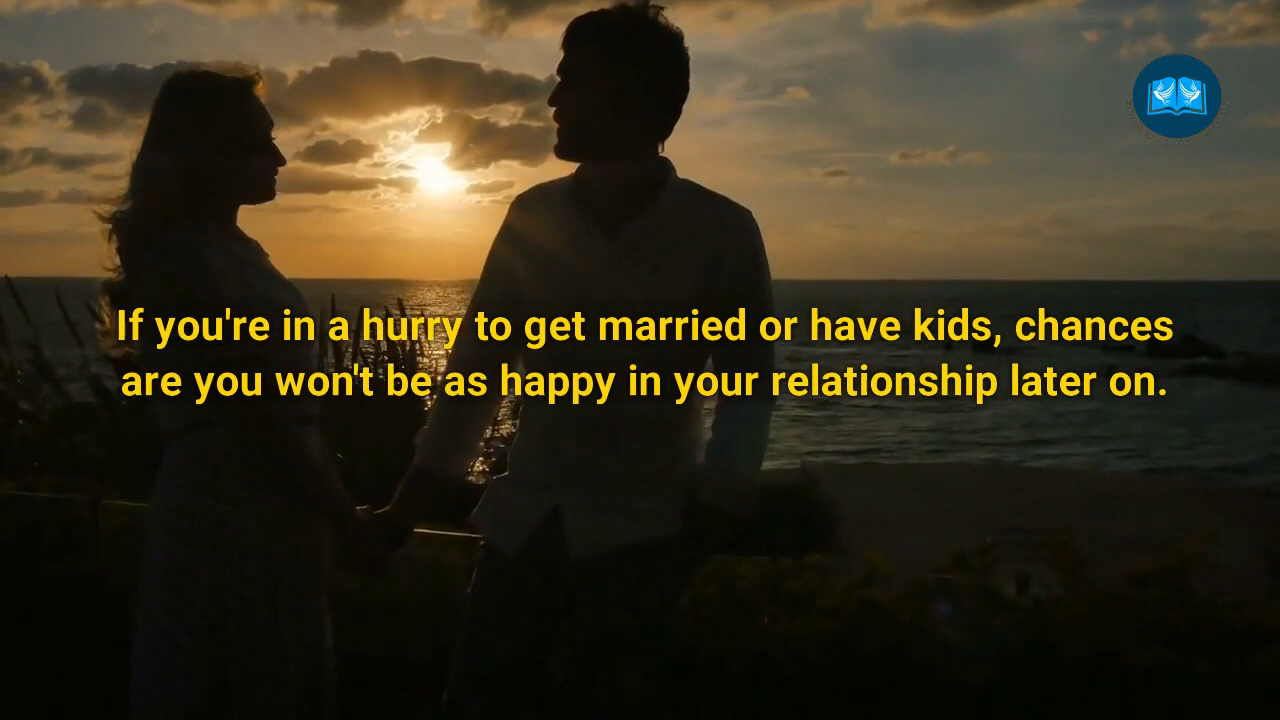 If you're in a hurry to get married or have kids, chances
are you won't be as happy in your relationship later on.